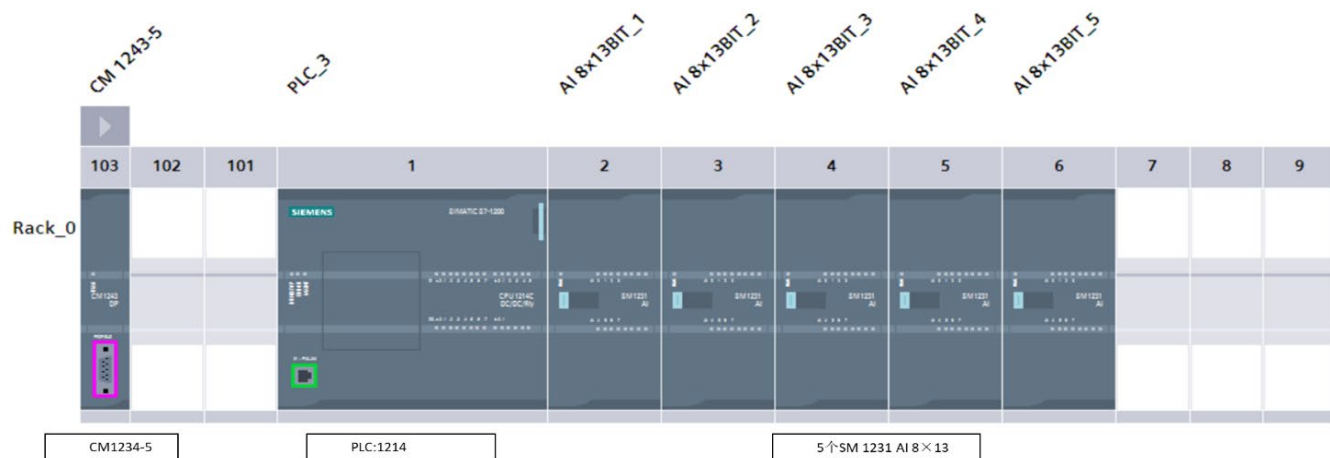 CM 1243-5
PLC_3
AI 8x13BIT_1
AI 8x13BIT_2
AI 8x13BIT_3
AI 8x13BIT_4
AI 8x13BIT_5
103 102 101 1 2 3 4 5 6 7 8 9
Rack_0
SIEMENS
SIMATIC S7-1200
CM1243
DP
CPU 1214C
DC/DC/Rly
SM1231
AI
SM1231
AI
SM1231
AI
SM1231
AI
SM1231
AI
CM1234-5
PLC:1214
5个SM 1231 AI 8×13